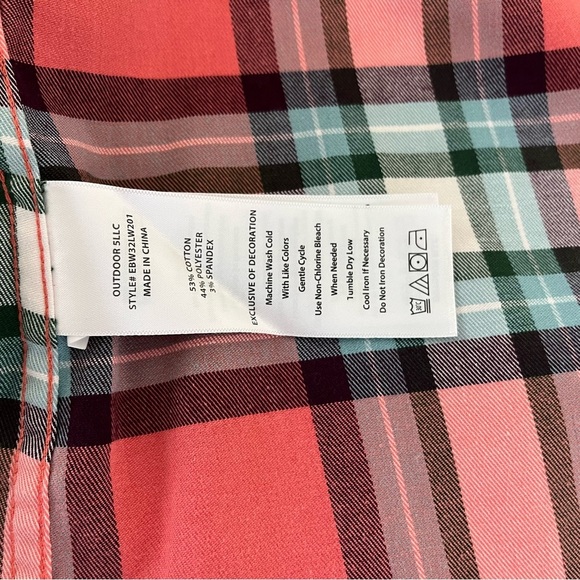 OUTDOOR 5LLC
STYLE# EBW32LW201
MADE IN CHINA
53% COTTON
44% POLYESTER
3% SPANDEX
EXCLUSIVE OF DECORATION
Machine Wash Cold
With Like Colors
Gentle Cycle
Use Non-Chlorine Bleach
When Needed
Tumble Dry Low
Cool Iron If Necessary
Do Not Iron Decoration